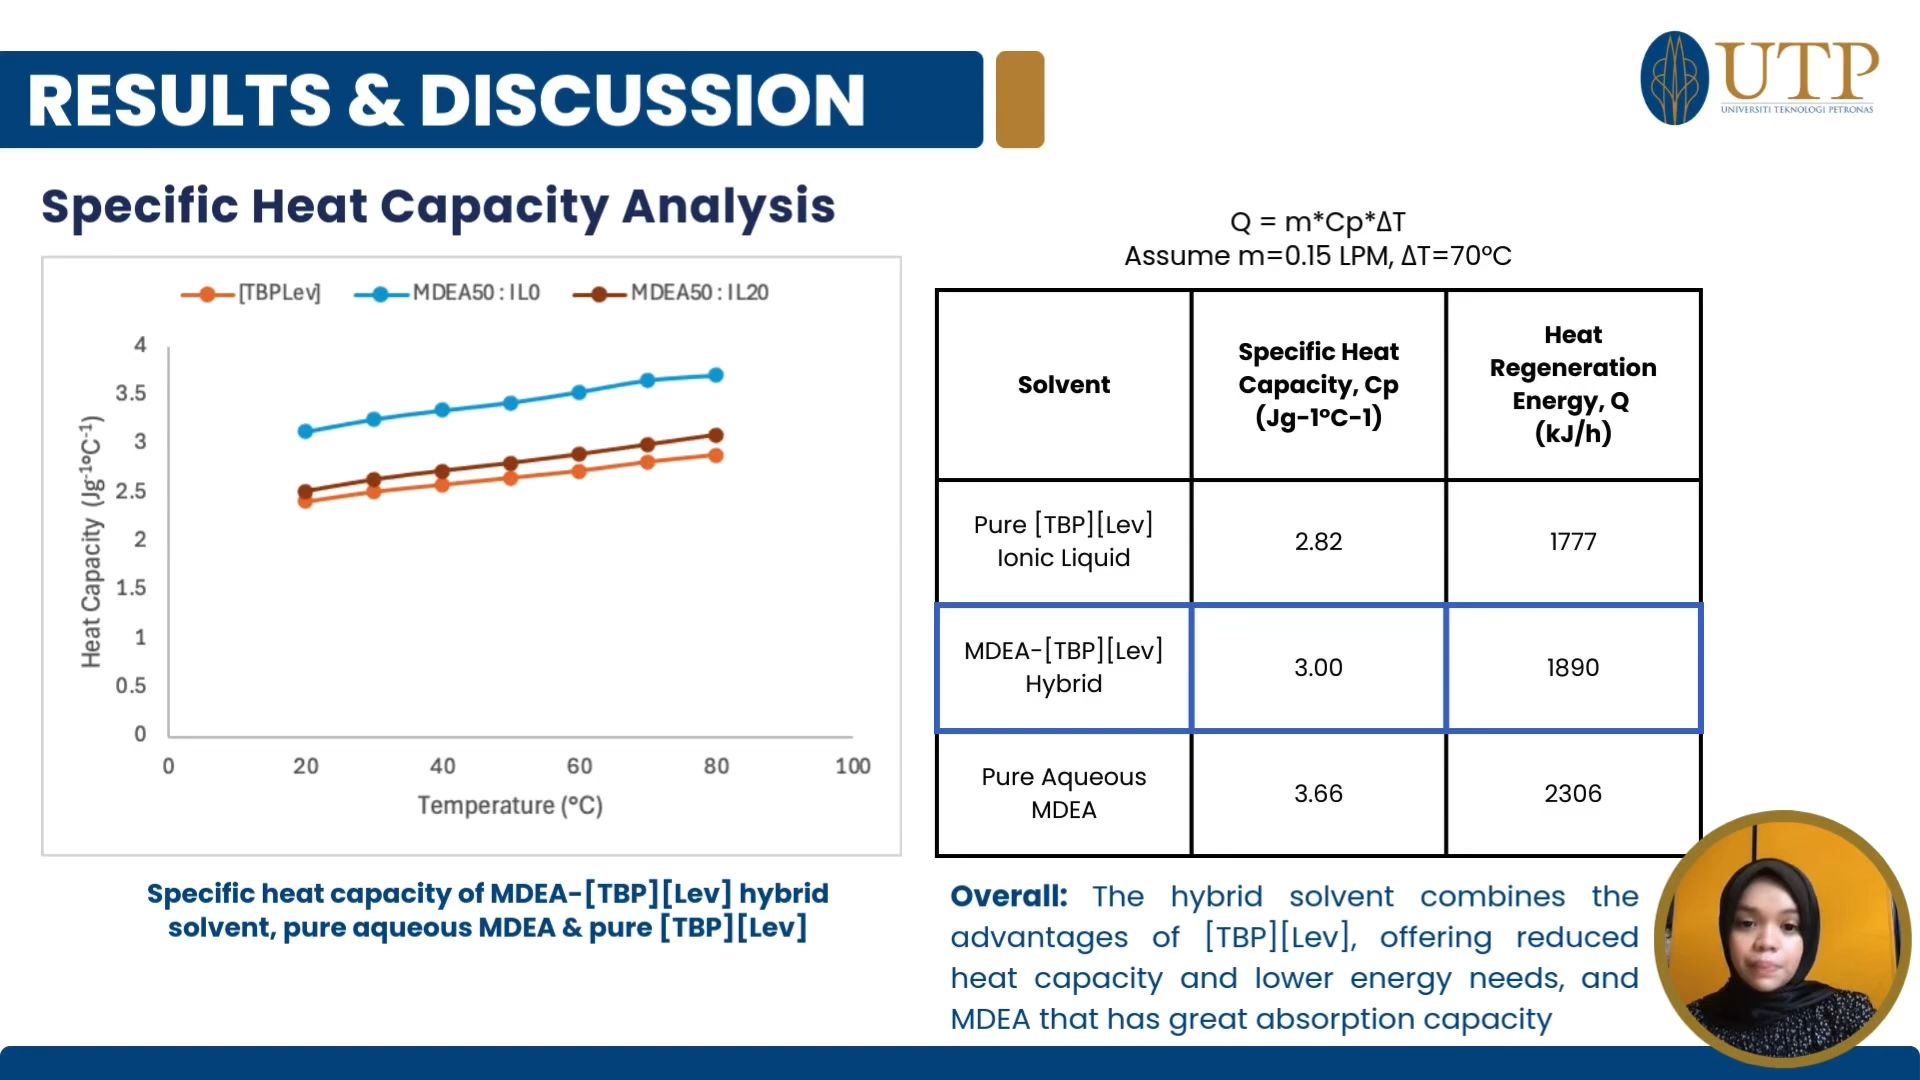 RESULTS & DISCUSSION
UTP
UNIVERSITI TEKNOLOGI PETRONAS
Specific Heat Capacity Analysis
[TBPLev] MDEA50 : IL0 MDEA50 : IL20
4
3.5
3
2.5
2
1.5
1
0.5
0
0 20 40 60 80 100
Heat Capacity (Jg⁻¹°C⁻¹)
Temperature (°C)
Specific heat capacity of MDEA-[TBP][Lev] hybrid
solvent, pure aqueous MDEA & pure [TBP][Lev]
Q = m*Cp*ΔT
Assume m=0.15 LPM, ΔT=70°C
Solvent
Specific Heat
Capacity, Cp
(Jg-1°C-1)
Heat
Regeneration
Energy, Q
(kJ/h)
Pure [TBP][Lev]
Ionic Liquid
2.82
1777
MDEA-[TBP][Lev]
Hybrid
3.00
1890
Pure Aqueous
MDEA
3.66
2306
Overall: The hybrid solvent combines the
advantages of [TBP][Lev], offering reduced
heat capacity and lower energy needs, and
MDEA that has great absorption capacity